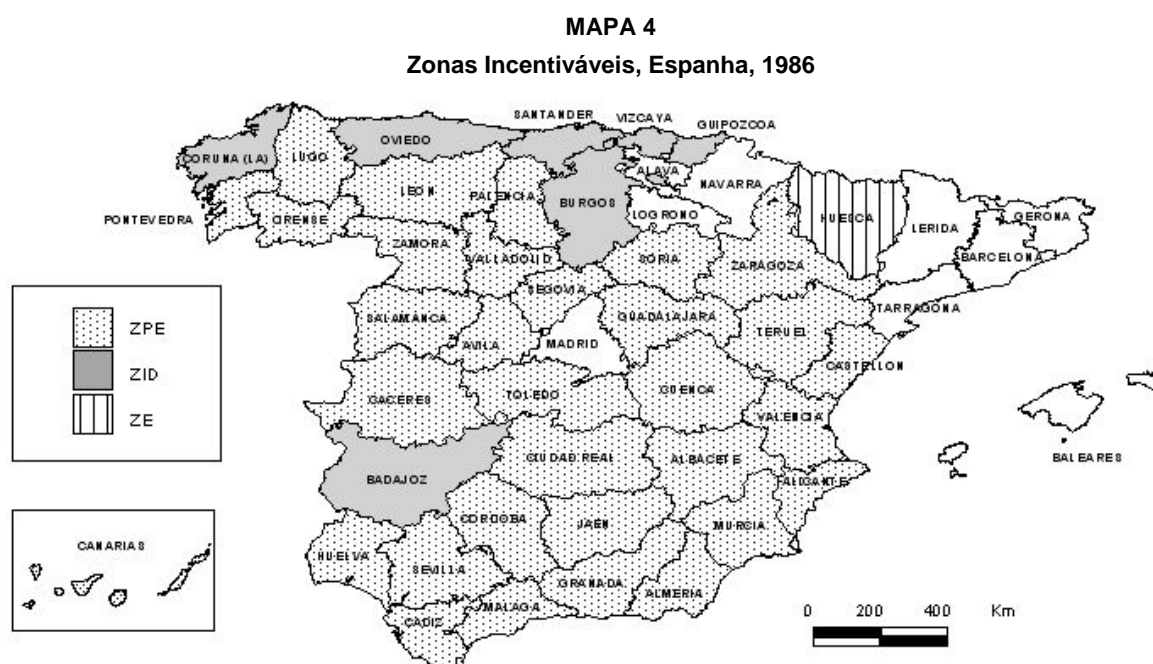 MAPA 4
Zonas Incentiváveis, Espanha, 1986
SANTANDER VIZCAYA GUIPOZCOA
OVIEDO
CORUNA (LA) LUGO
ALAVA
LEON
NAVARRA
PALENCIA
BURGOS
PONTEVEDRA ORENSE
LOGRONO
HUESCA
LERIDA
GERONA
ZAMORA
VALLADOLID
SORIA
ZARAGOZA
BARCELONA
SEGOVIA
SALAMANCA
GUADALAJARA
TARRAGONA
AVILA
MADRID
TERUEL
CASTELLON
CACERES
TOLEDO
CUENCA
VALENCIA
CIUDAD REAL
ALBACETE
BALEARES
BADAJOZ
ALICANTE
CORDOBA
JAEN
MURCIA
HUELVA
SEVILLA
GRANADA
ALMERIA
MALAGA
CADIZ
ZPE
ZID
ZE
CANARIAS
0 200 400 Km